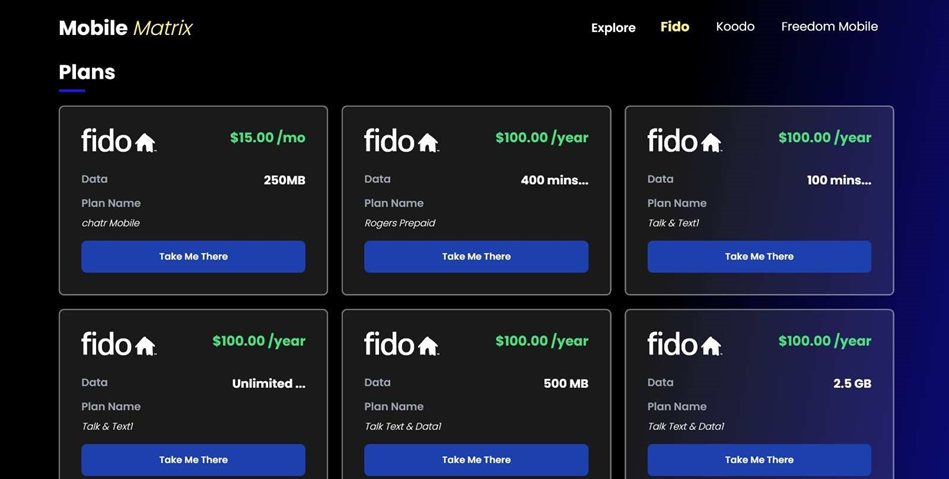 Mobile Matrix
Explore Fido Koodo Freedom Mobile
Plans
fido $15.00 /mo
Data 250MB
Plan Name
chatr Mobile
Take Me There
fido $100.00 /year
Data 400 mins...
Plan Name
Rogers Prepaid
Take Me There
fido $100.00 /year
Data 100 mins...
Plan Name
Talk & Text1
Take Me There
fido $100.00 /year
Data Unlimited ...
Plan Name
Talk & Text1
Take Me There
fido $100.00 /year
Data 500 MB
Plan Name
Talk Text & Data1
Take Me There
fido $100.00 /year
Data 2.5 GB
Plan Name
Talk Text & Data1
Take Me There